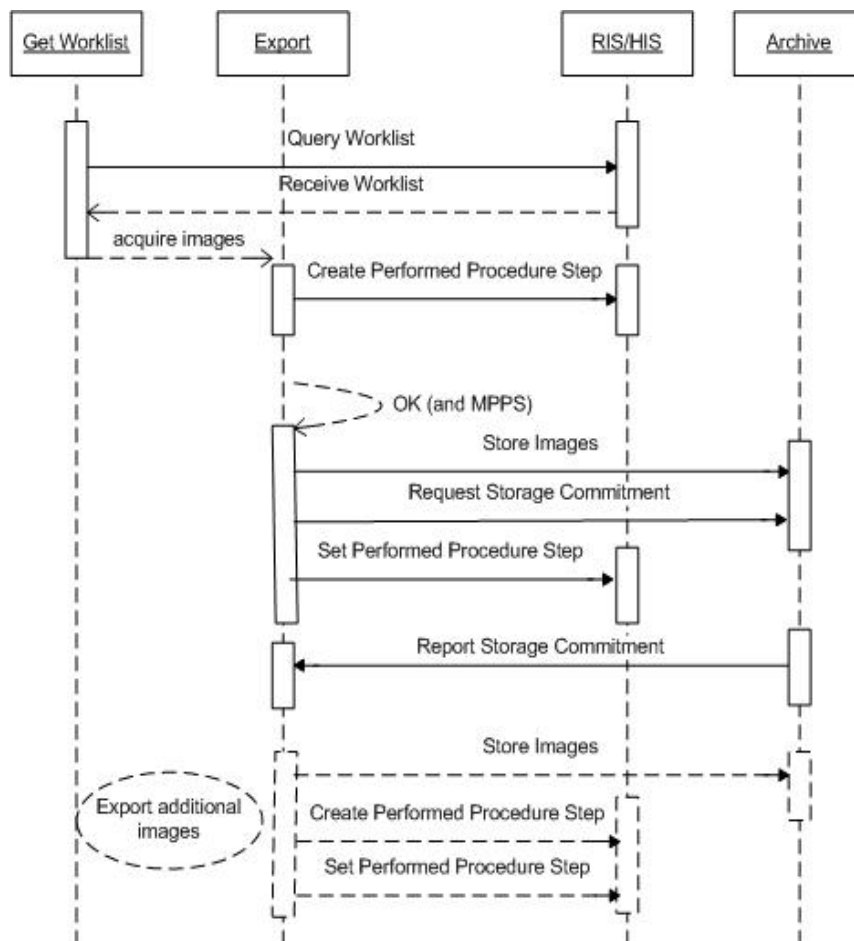 Get Worklist
Export
RIS/HIS
Archive
Query Worklist
Receive Worklist
acquire images
Create Performed Procedure Step
OK (and MPPS)
Store Images
Request Storage Commitment
Set Performed Procedure Step
Report Storage Commitment
Store Images
Export additional
images
Create Performed Procedure Step
Set Performed Procedure Step